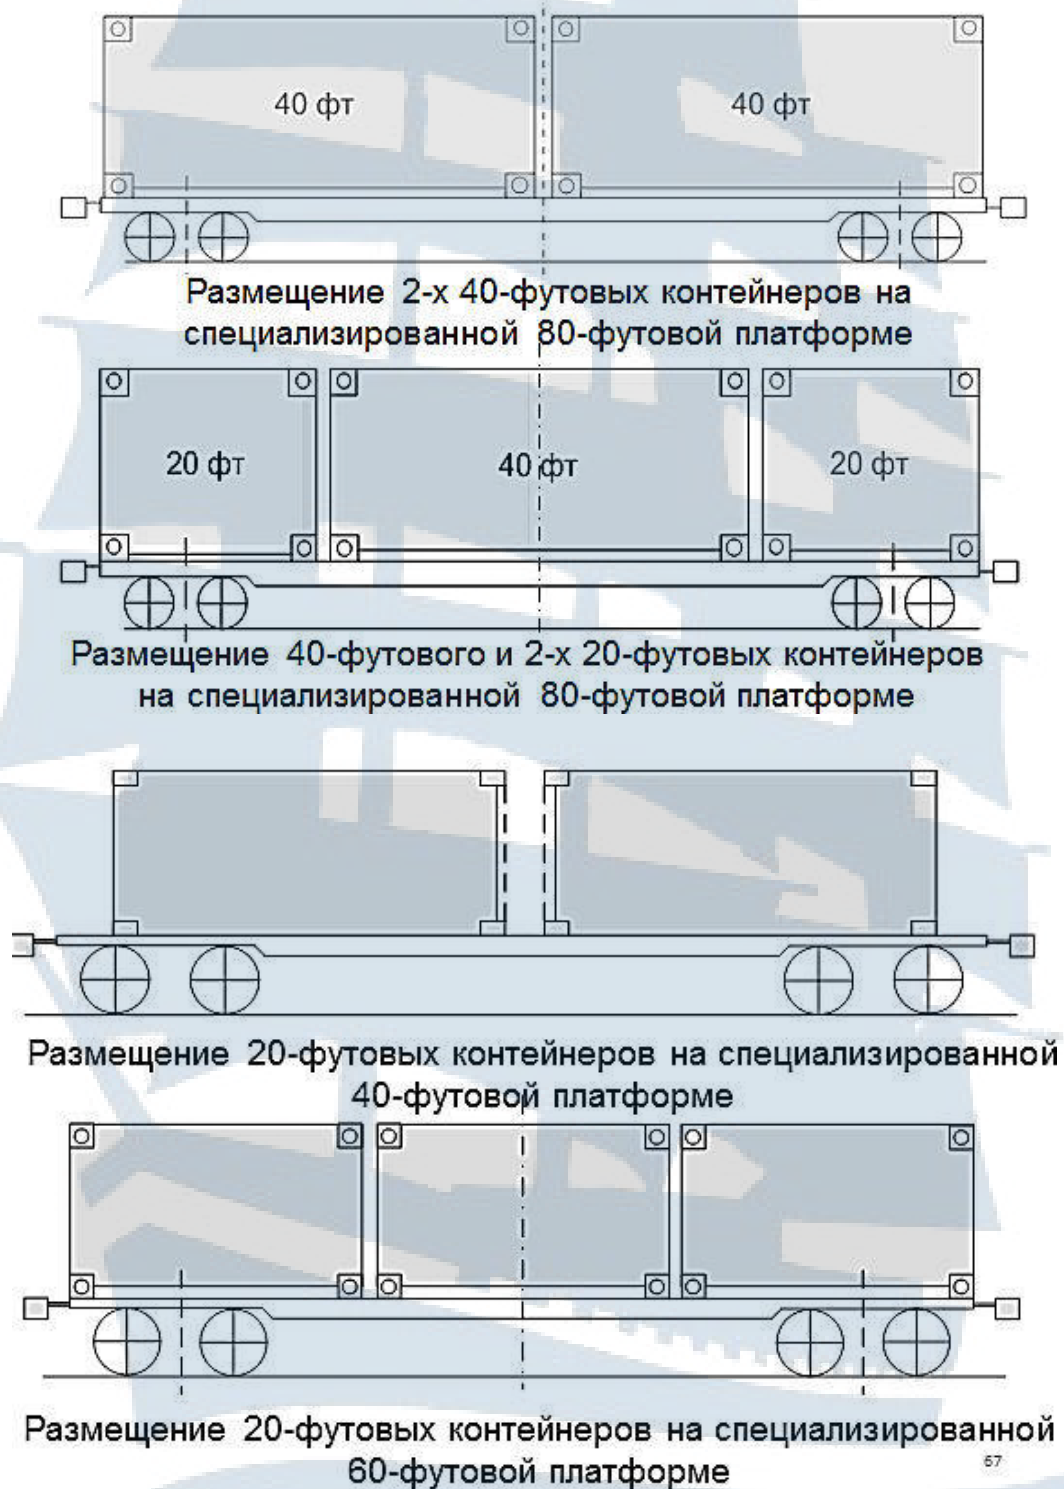 40 фт
40 фт
Размещение 2-х 40-футовых контейнеров на
специализированной 80-футовой платформе
20 фт
40 фт
20 фт
Размещение 40-футового и 2-х 20-футовых контейнеров
на специализированной 80-футовой платформе
Размещение 20-футовых контейнеров на специализированной
40-футовой платформе
Размещение 20-футовых контейнеров на специализированной
60-футовой платформе
67